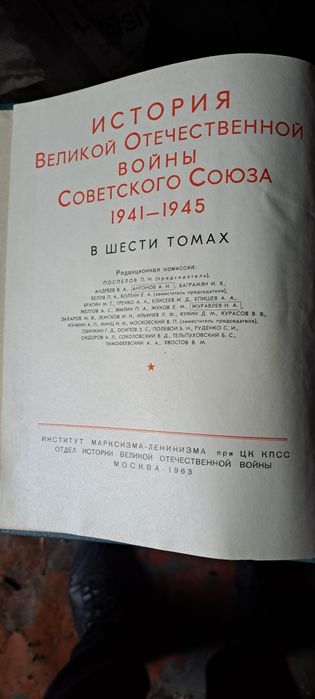 ИСТОРИЯ
ВЕЛИКОЙ ОТЕЧЕСТВЕННОЙ
ВОЙНЫ
СОВЕТСКОГО СОЮЗА
1941—1945
В ШЕСТИ ТОМАХ
Редакционная комиссия:
ПОСПЕЛОВ П. Н. (председатель),
АНДРЕЕВ В. А., АНТОНОВ А. И., БАГРАМЯН И. Х.,
БЕЛОВ П. А., БОЛТИН Е. А. (заместитель председателя),
БРАГИН М. Г., ГРЕЧКО А. А., ЕЛИСЕЕВ И. Д., ЕПИШЕВ А. А.,
ЖЕЛТОВ А. С., ЖИЛИН П. А., ЖУКОВ Е. М., ЖУРАВЛЕВ Н. А.,
ЗАХАРОВ М. В., ЗЕМСКОВ И. Н., ИЛЬИЧЕВ Л. Ф., КУКИН Д. М., КУРАСОВ В. В.,
КУЧКИН А. П., МИНЦ И. И., МОСКОВСКИЙ В. П. (заместитель председателя),
ОБИЧКИН Г. Д., ОСИПОВ З. С., ПОЛЕВОЙ Б. Н., РУДЕНКО С. И.,
СИДОРОВ А. Л., СОКОЛОВСКИЙ В. Д., ТЕЛЬПУХОВСКИЙ Б. С.,
ТИМОФЕЕВСКИЙ А. А., ХВОСТОВ В. М.
ИНСТИТУТ МАРКСИЗМА-ЛЕНИНИЗМА при ЦК КПСС
ОТДЕЛ ИСТОРИИ ВЕЛИКОЙ ОТЕЧЕСТВЕННОЙ ВОЙНЫ
МОСКВА · 1963